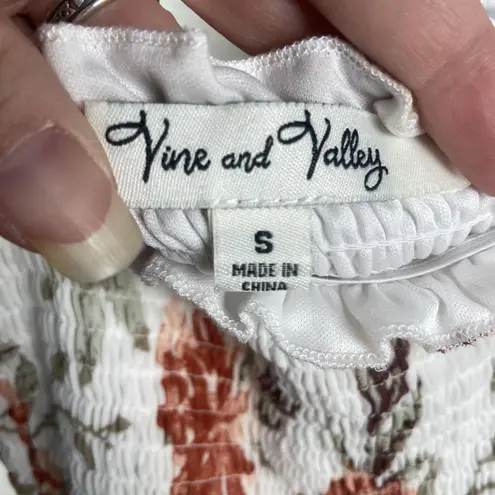 Vine and Valley
S
MADE IN
CHINA